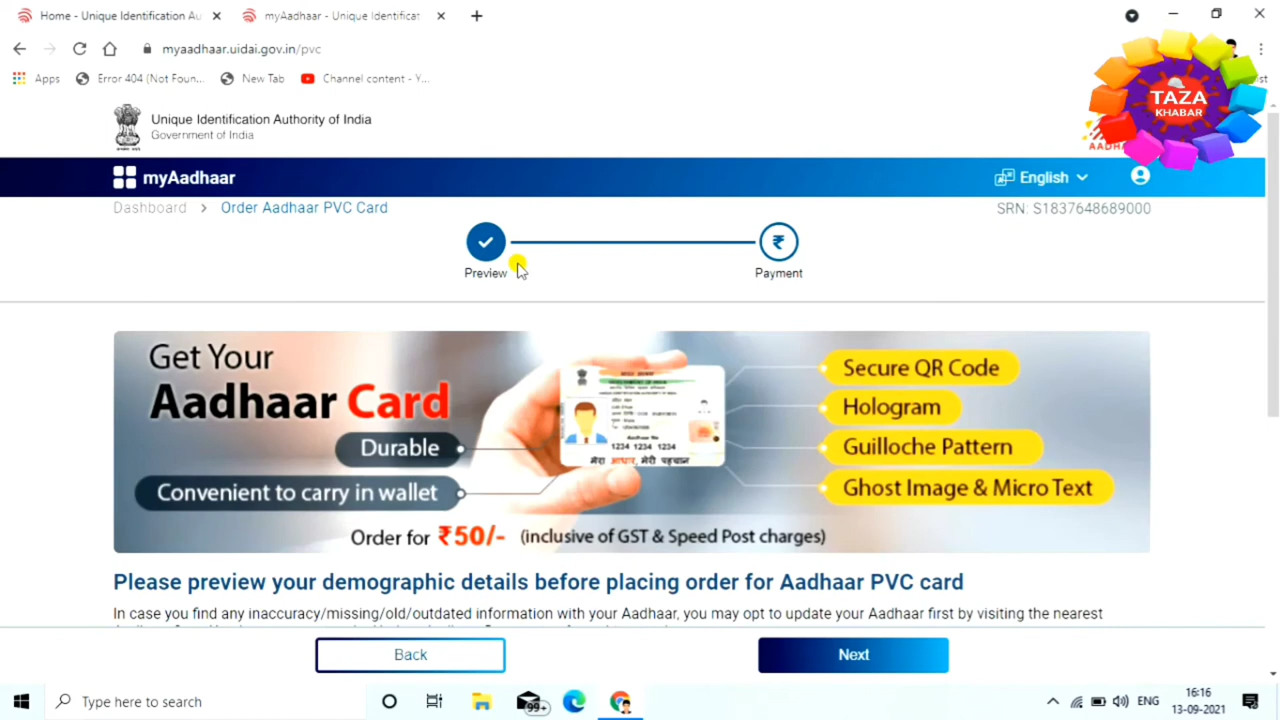 Home - Unique Identification Au
myAadhaar - Unique Identificat
myaadhaar.uidai.gov.in/pvc
Apps
Error 404 (Not Foun...
New Tab
Channel content - Y...
TAZA
KHABAR
Unique Identification Authority of India
Government of India
myAadhaar
English
Dashboard > Order Aadhaar PVC Card
SRN: S1837648689000
Preview
₹
Payment
Get Your
Aadhaar Card
Durable
Convenient to carry in wallet
1234 1234 1234
मेरा आधार, मेरी पहचान
Secure QR Code
Hologram
Guilloche Pattern
Ghost Image & Micro Text
Order for ₹50/- (inclusive of GST & Speed Post charges)
Please preview your demographic details before placing order for Aadhaar PVC card
In case you find any inaccuracy/missing/old/outdated information with your Aadhaar, you may opt to update your Aadhaar first by visiting the nearest
Back
Next
Type here to search
99+
ENG
16:16
13-09-2021